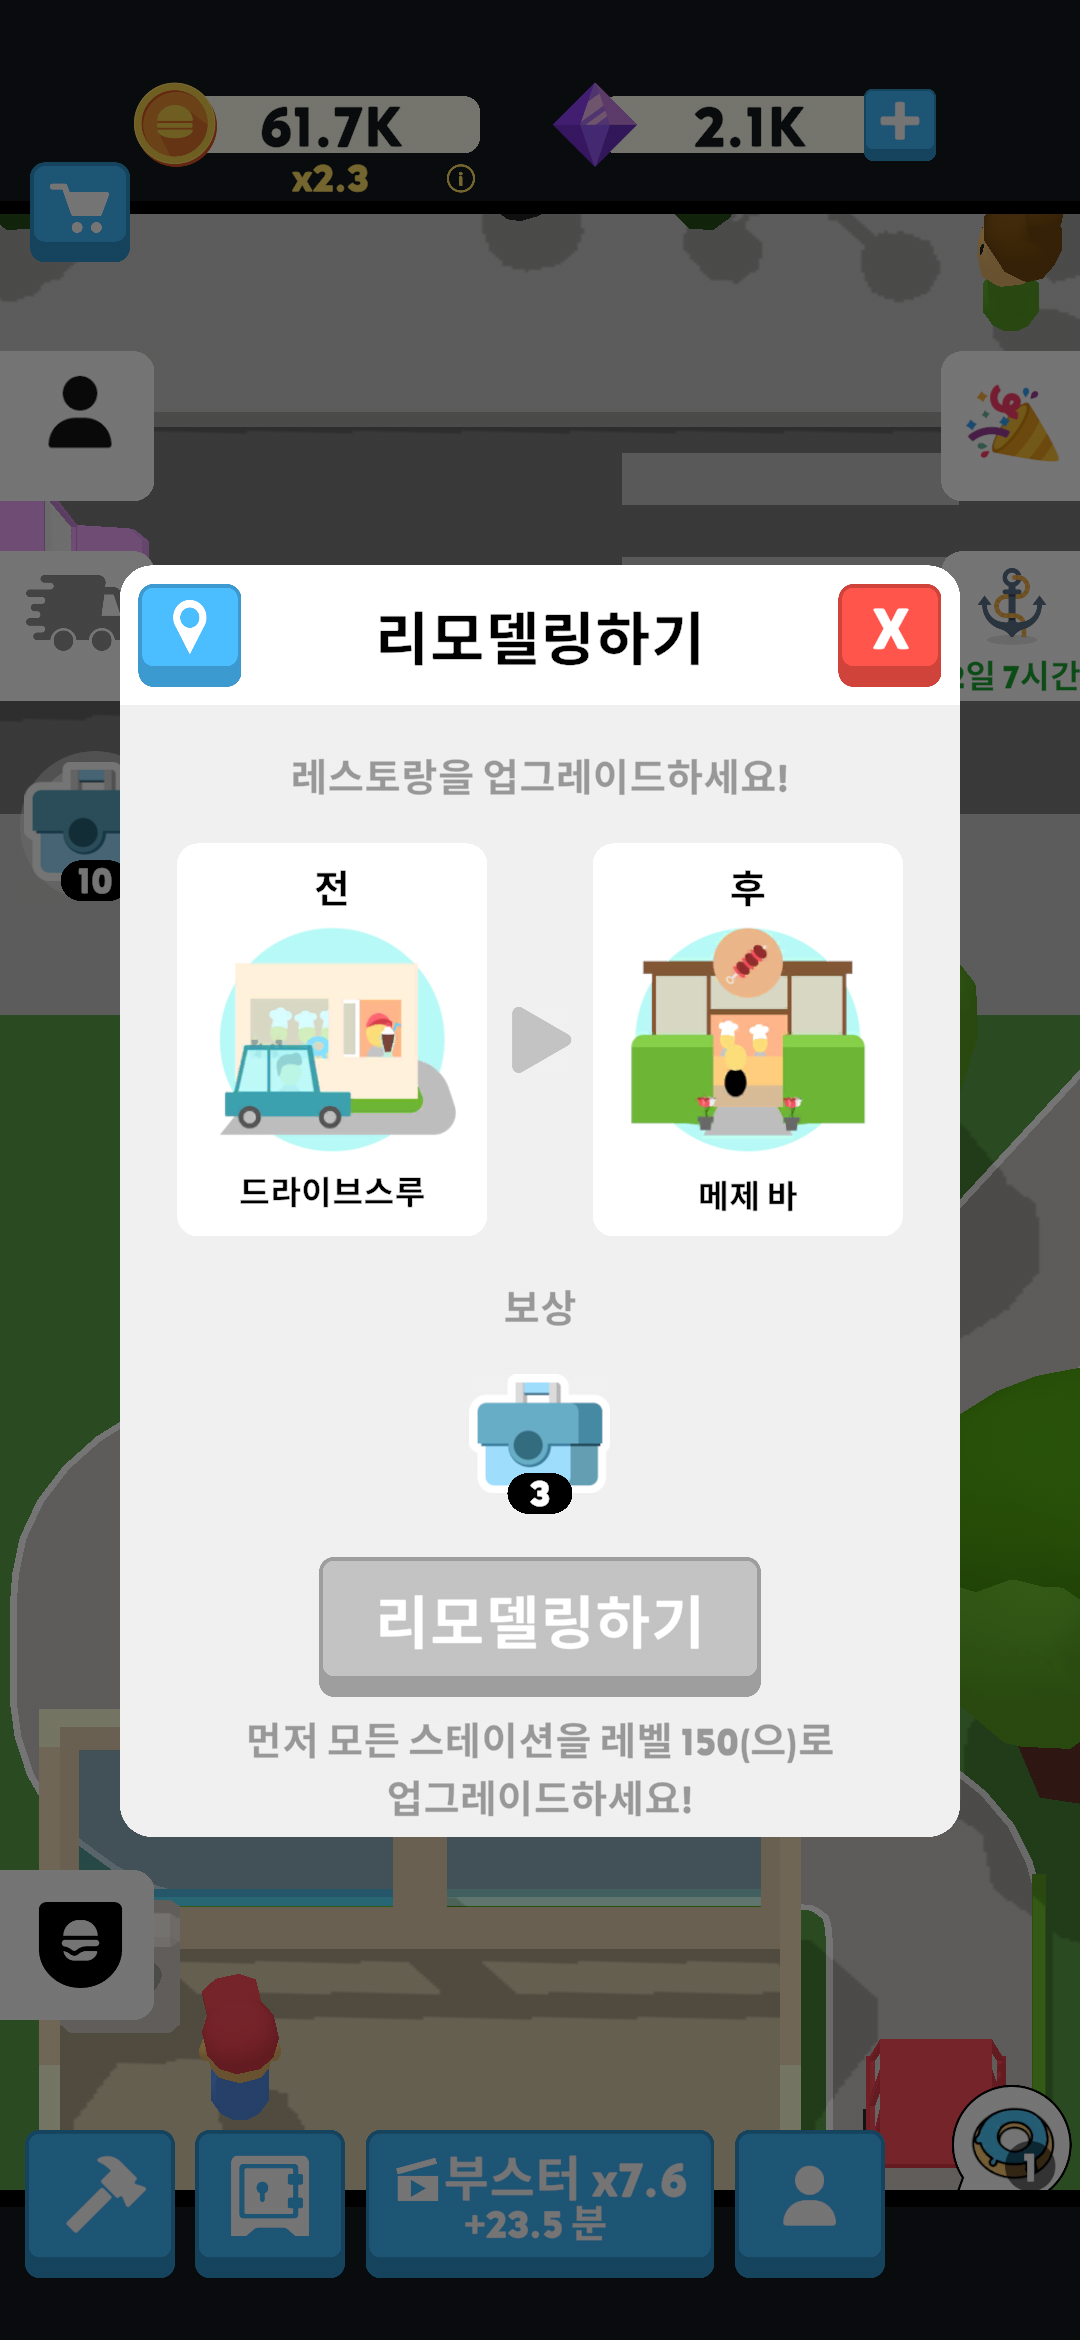 61.7K
2.1K
x2.3
리모델링하기
X
2일 7시간
레스토랑을 업그레이드하세요!
10
전
후
드라이브스루
메제 바
보상
3
리모델링하기
먼저 모든 스테이션을 레벨 150(으)로
업그레이드하세요!
부스터 x7.6
+23.5 분
1